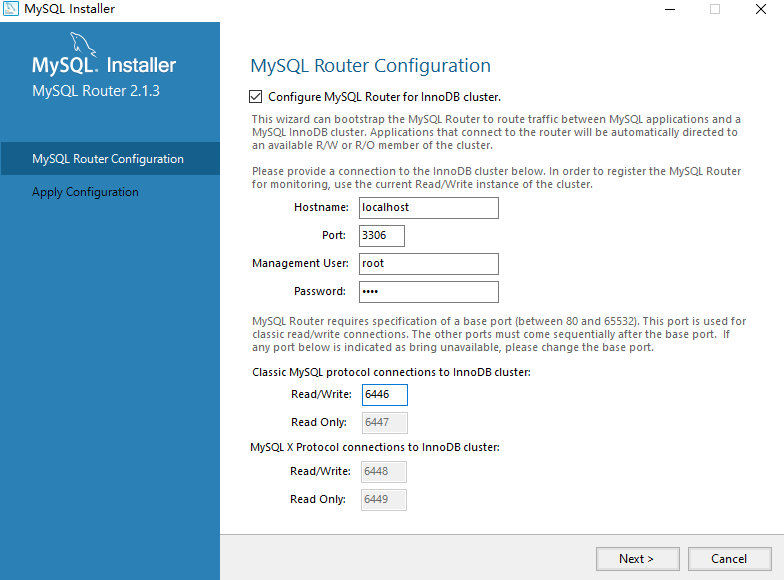 MySQL Installer
MySQL. Installer
MySQL Router 2.1.3
MySQL Router Configuration
Apply Configuration
MySQL Router Configuration
Configure MySQL Router for InnoDB cluster.
This wizard can bootstrap the MySQL Router to route traffic between MySQL applications and a
MySQL InnoDB cluster. Applications that connect to the router will be automatically directed to
an available R/W or R/O member of the cluster.
Please provide a connection to the InnoDB cluster below. In order to register the MySQL Router
for monitoring, use the current Read/Write instance of the cluster.
Hostname: localhost
Port: 3306
Management User: root
Password: ••••
MySQL Router requires specification of a base port (between 80 and 65532). This port is used for
classic read/write connections. The other ports must come sequentially after the base port. If
any port below is indicated as bring unavailable, please change the base port.
Classic MySQL protocol connections to InnoDB cluster:
Read/Write: 6446
Read Only: 6447
MySQL X Protocol connections to InnoDB cluster:
Read/Write: 6448
Read Only: 6449
Next > Cancel